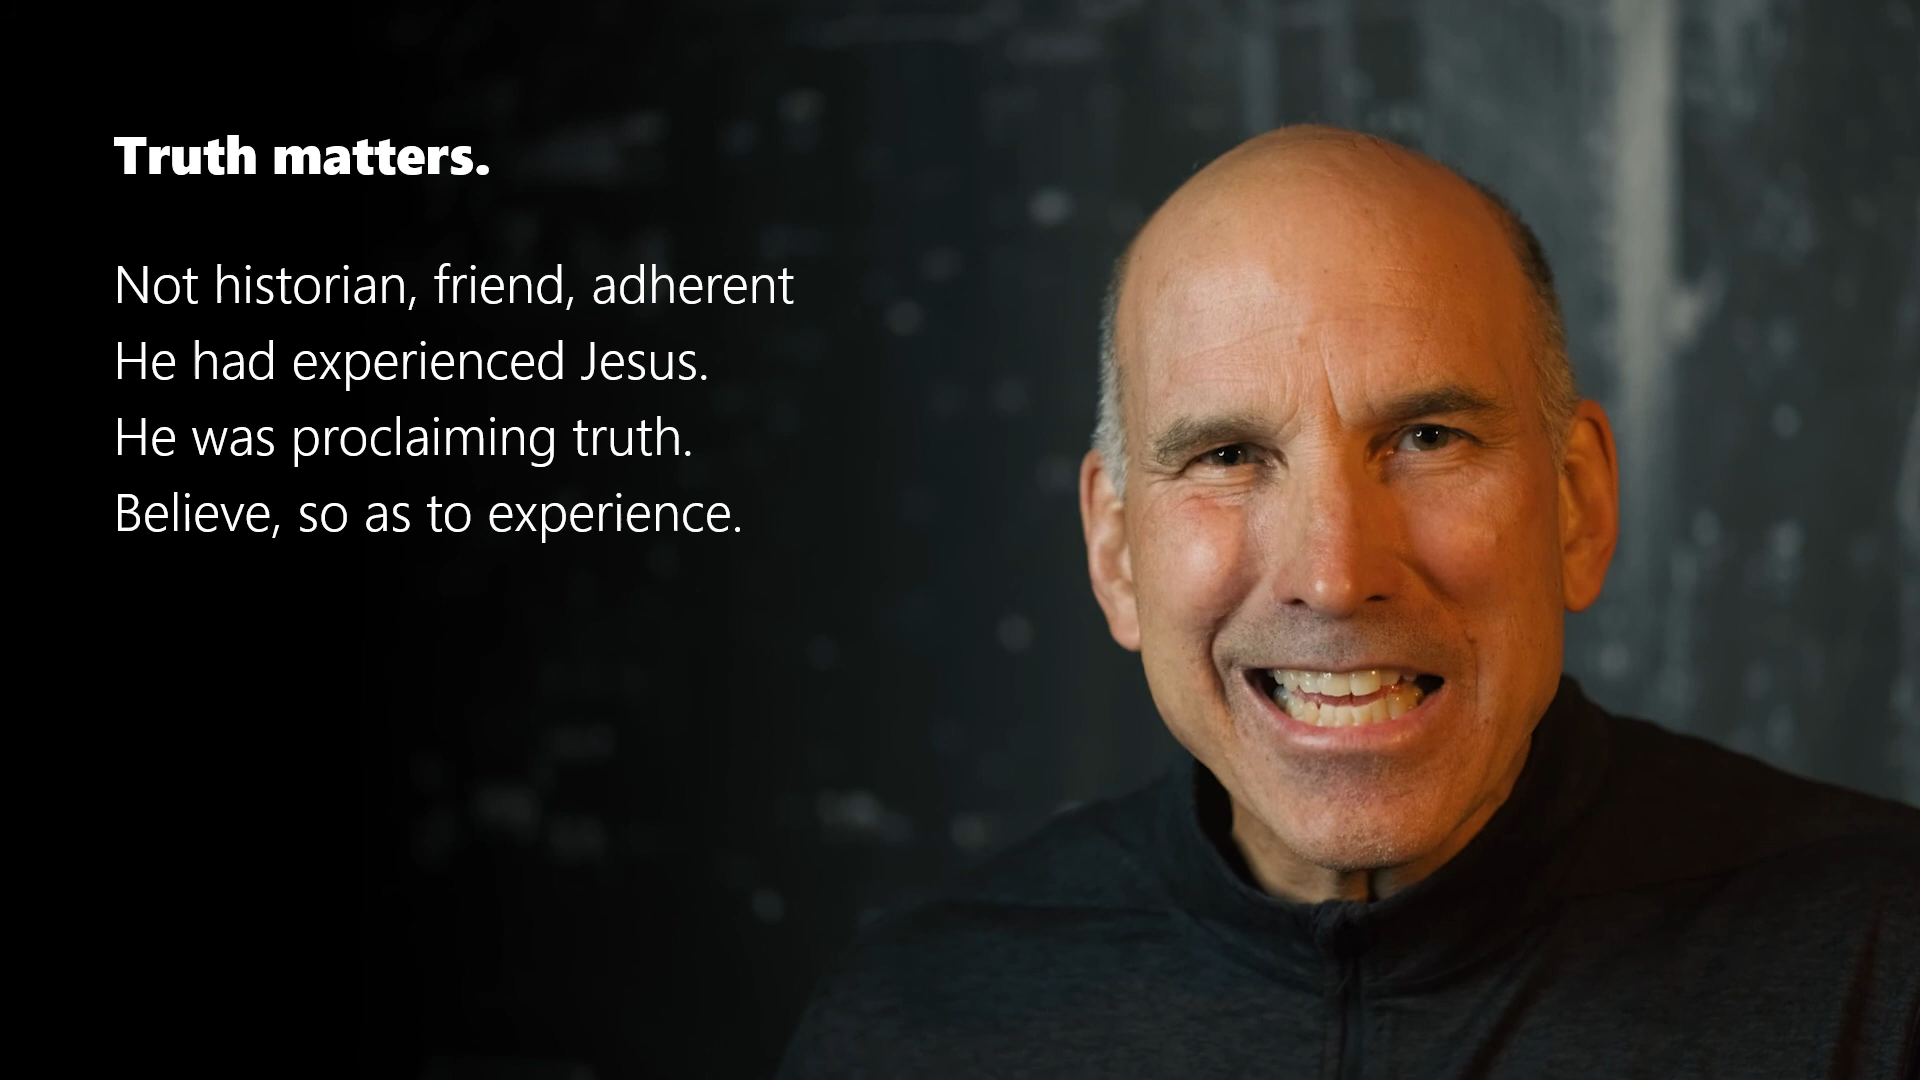 Truth matters.
Not historian, friend, adherent
He had experienced Jesus.
He was proclaiming truth.
Believe, so as to experience.